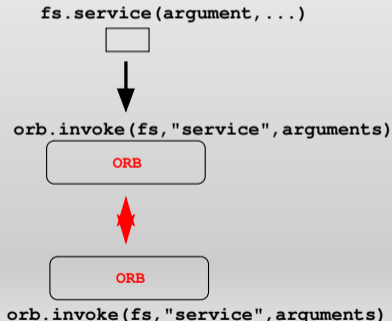 fs.service(argument,...)
orb.invoke(fs,"service",arguments)
ORB
ORB
orb.invoke(fs,"service",arguments)